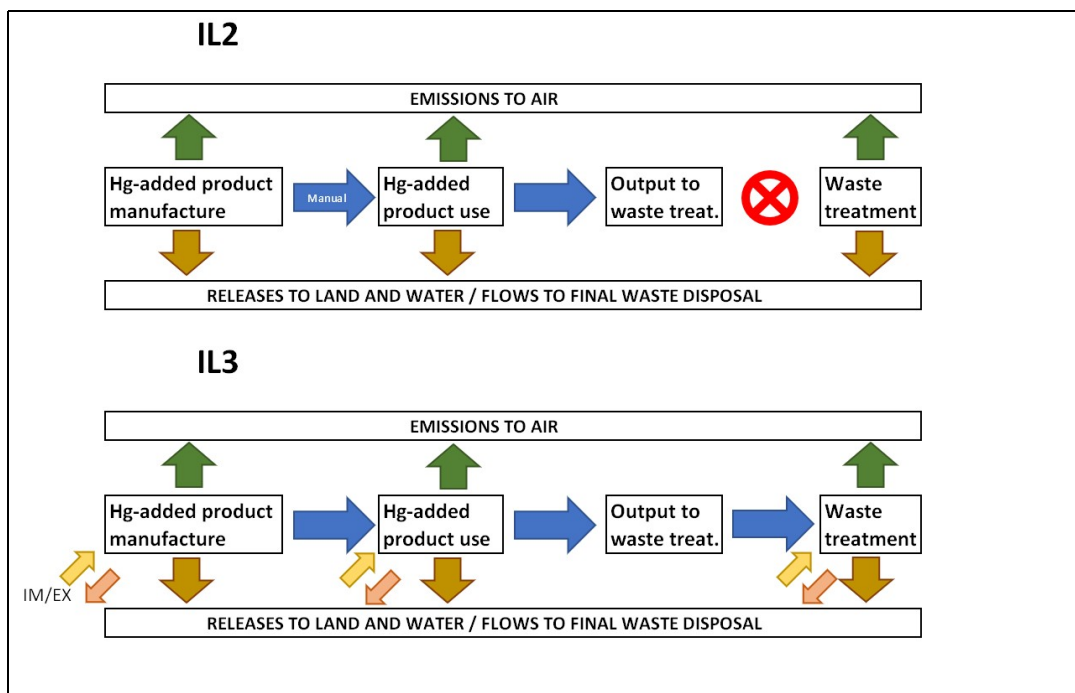 IL2
EMISSIONS TO AIR
Hg-added product
manufacture
Manual
Hg-added
product use
Output to
waste treat.
Waste
treatment
RELEASES TO LAND AND WATER / FLOWS TO FINAL WASTE DISPOSAL
IL3
EMISSIONS TO AIR
Hg-added product
manufacture
Hg-added
product use
Output to
waste treat.
Waste
treatment
IM/EX
RELEASES TO LAND AND WATER / FLOWS TO FINAL WASTE DISPOSAL